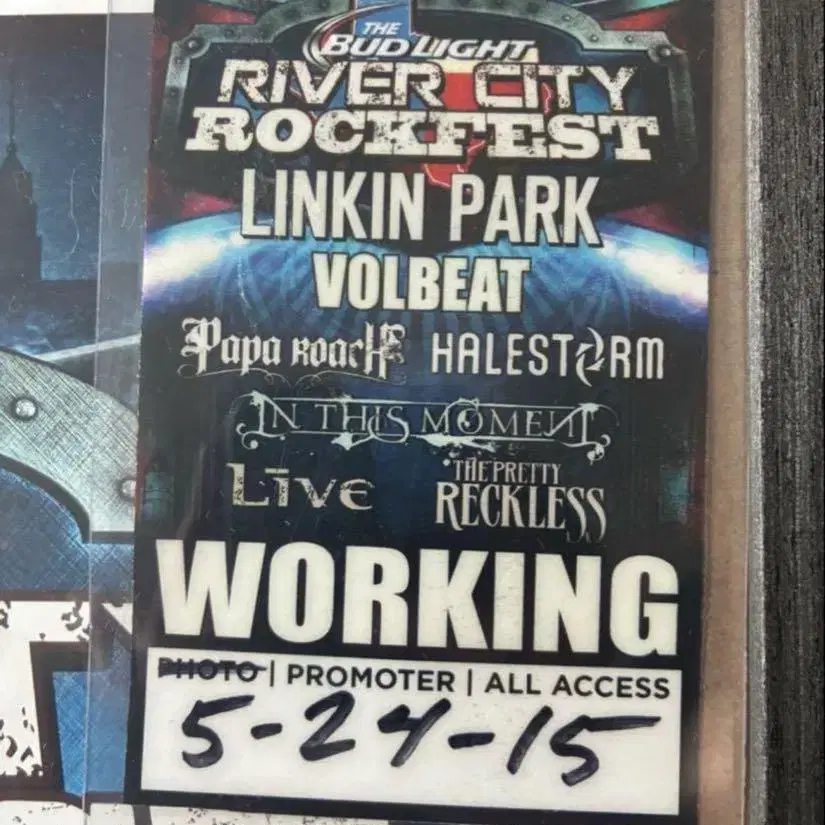 THE
BUD LIGHT
RIVER CITY
ROCKFEST
LINKIN PARK
VOLBEAT
Papa Roach HALESTORM
IN THIS MOMENT
LĪVE THE PRETTY
RECKLESS
WORKING
PHOTO | PROMOTER | ALL ACCESS
5-24-15